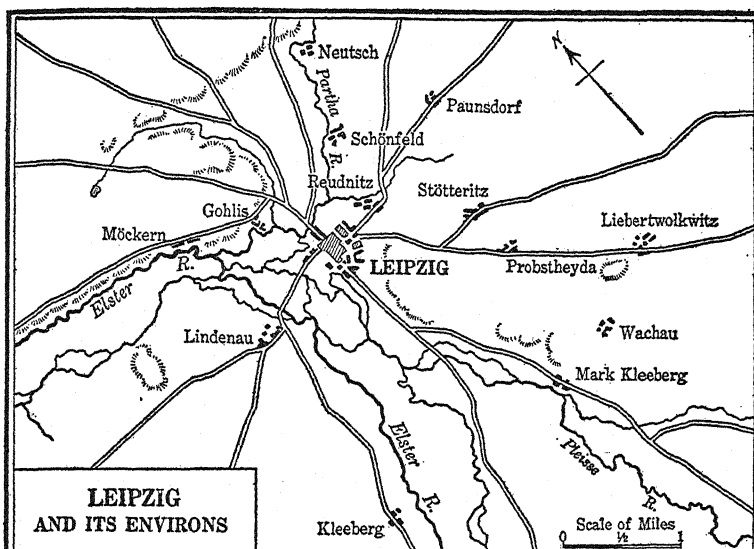 N
Neutsch
Partha R.
Paunsdorf
Schönfeld
Reudnitz
Stötteritz
Gohlis
Liebertwolkwitz
Möckern
LEIPZIG
Probstheyda
Elster R.
Lindenau
Wachau
Mark Kleeberg
Elster R.
Pleisse R.
Kleeberg
LEIPZIG
AND ITS ENVIRONS
Scale of Miles
0 ½ 1